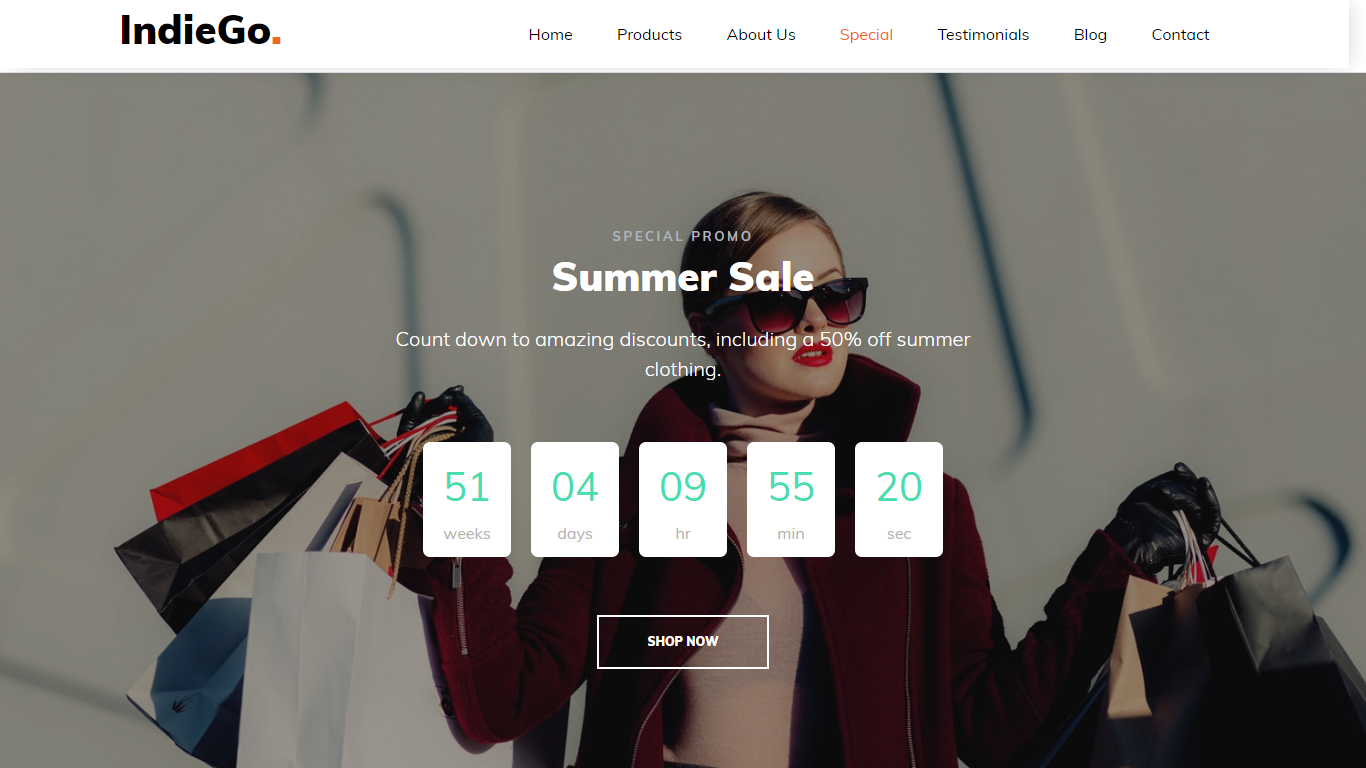 IndieGo.
Home Products About Us Special Testimonials Blog Contact
SPECIAL PROMO
Summer Sale
Count down to amazing discounts, including a 50% off summer
clothing.
51 04 09 55 20
weeks days hr min sec
SHOP NOW